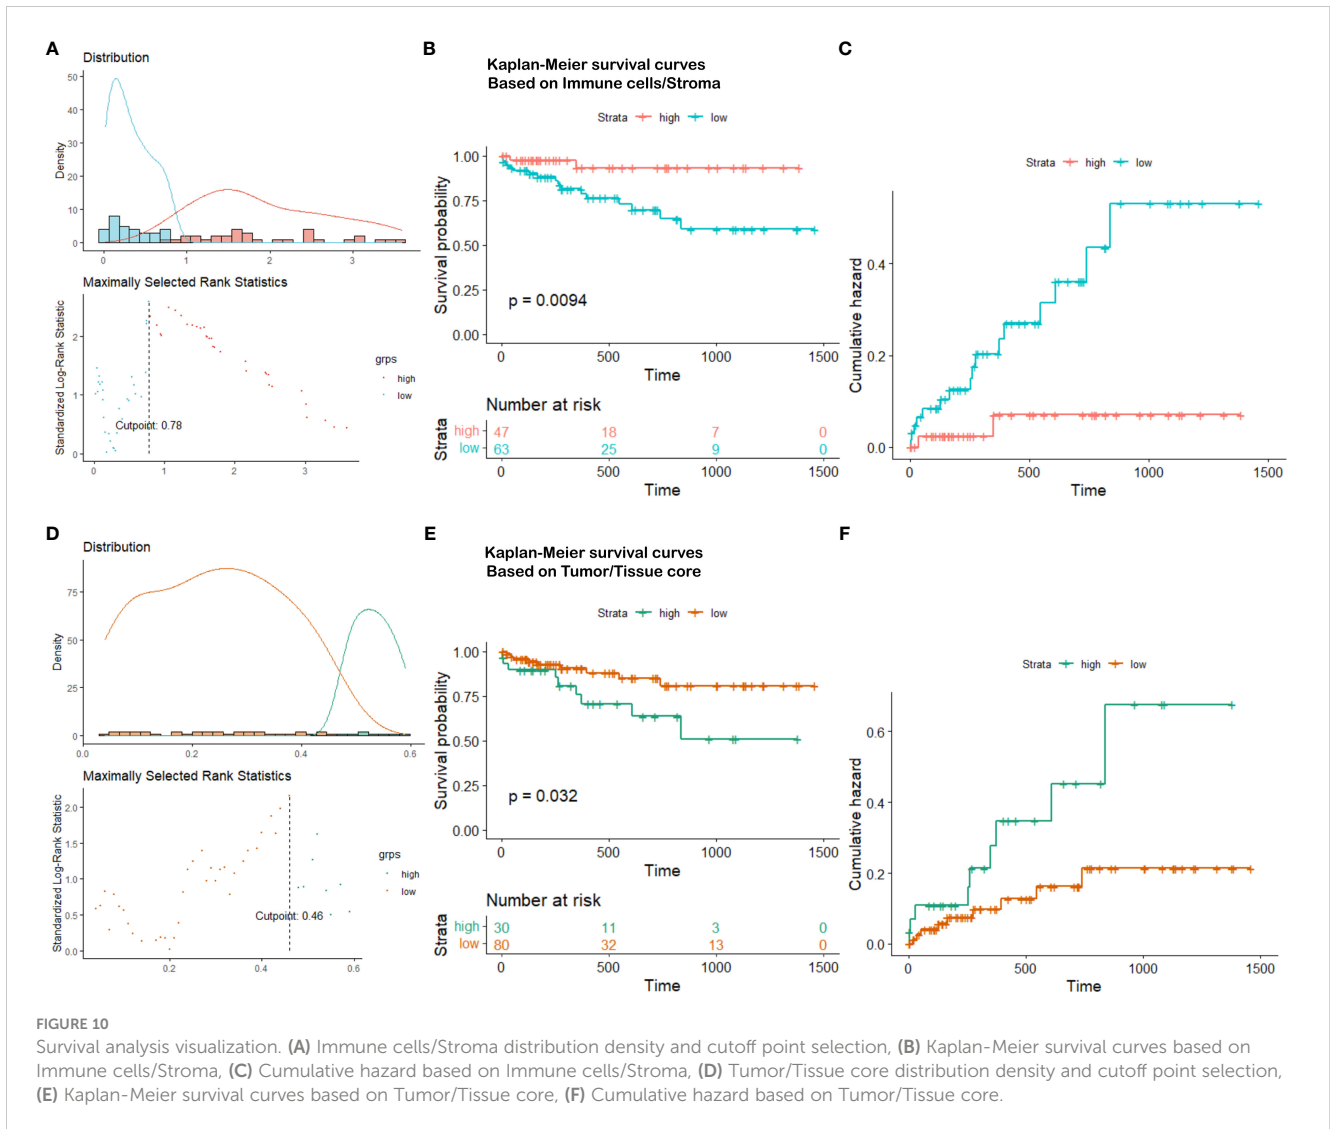 A
Distribution
50
40
30
20
10
0
Density
0 1 2 3
Maximally Selected Rank Statistics
Standardized Log-Rank Statistic
2
1
0
Cutpoint: 0.78
grps
high
low
0 1 2 3
B
Kaplan-Meier survival curves
Based on Immune cells/Stroma
Strata high low
Survival probability
1.00
0.75
0.50
0.25
0.00
p = 0.0094
0 500 1000 1500
Time
Number at risk
Strata
high 47 18 7 0
low 63 25 9 0
0 500 1000 1500
Time
C
Strata high low
Cumulative hazard
0.4
0.2
0.0
0 500 1000 1500
Time
D
Distribution
75
50
25
0
Density
0.0 0.2 0.4 0.6
Maximally Selected Rank Statistics
Standardized Log-Rank Statistic
2.0
1.5
1.0
0.5
0.0
Cutpoint: 0.46
grps
high
low
0.2 0.4 0.6
E
Kaplan-Meier survival curves
Based on Tumor/Tissue core
Strata high low
Survival probability
1.00
0.75
0.50
0.25
0.00
p = 0.032
0 500 1000 1500
Time
Number at risk
Strata
high 30 11 3 0
low 80 32 13 0
0 500 1000 1500
Time
F
Strata high low
Cumulative hazard
0.6
0.4
0.2
0.0
0 500 1000 1500
Time
FIGURE 10
Survival analysis visualization. (A) Immune cells/Stroma distribution density and cutoff point selection, (B) Kaplan-Meier survival curves based on
Immune cells/Stroma, (C) Cumulative hazard based on Immune cells/Stroma, (D) Tumor/Tissue core distribution density and cutoff point selection,
(E) Kaplan-Meier survival curves based on Tumor/Tissue core, (F) Cumulative hazard based on Tumor/Tissue core.